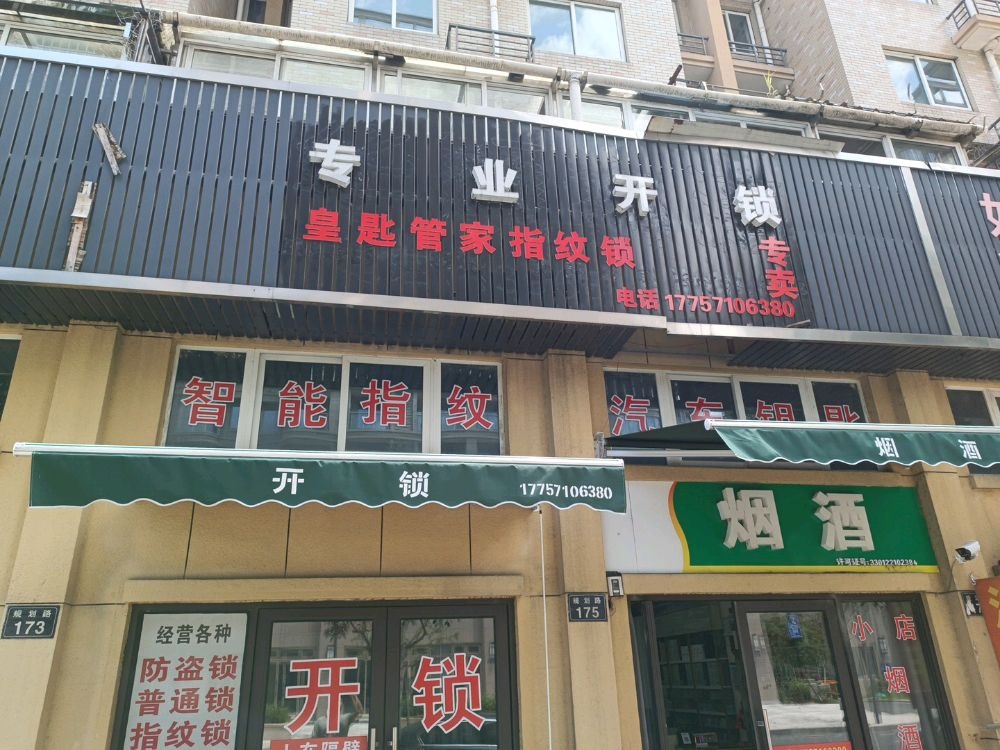 专业开锁
皇匙管家指纹锁
专卖
电话 17757106380
智能指纹
汽车钥匙
开锁 17757106380
烟酒
烟酒
许可证号:330122102384
规划路
173
规划路
175
经营各种
防盗锁
普通锁
指纹锁
开锁
小店
烟
酒